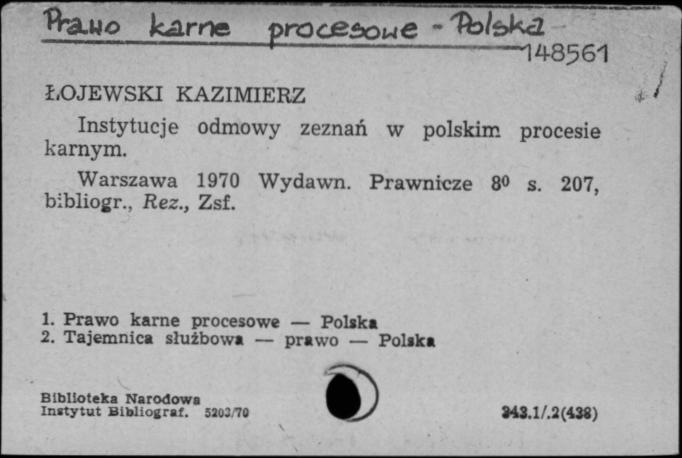 Prawo karne procesowe - Polska
148561
ŁOJEWSKI KAZIMIERZ
Instytucje odmowy zeznań w polskim procesie
karnym.
Warszawa 1970 Wydawn. Prawnicze 8⁰ s. 207,
bibliogr., Rez., Zsf.
1. Prawo karne procesowe — Polska
2. Tajemnica służbowa — prawo — Polska
Biblioteka Narodowa
Instytut Bibliograf. 5203/70
343.1/.2(438)